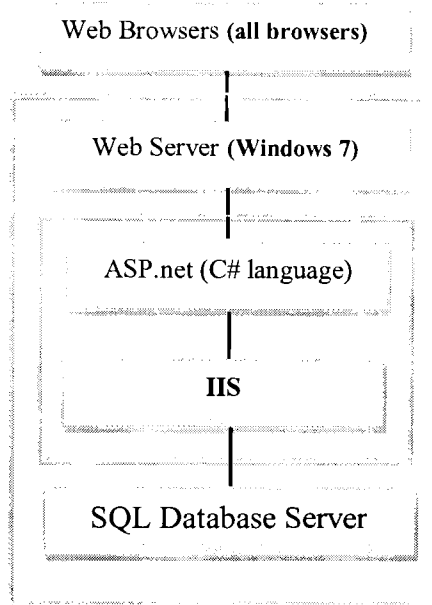 Web Browsers (all browsers)
Web Server (Windows 7)
ASP.net (C# language)
IIS
SQL Database Server